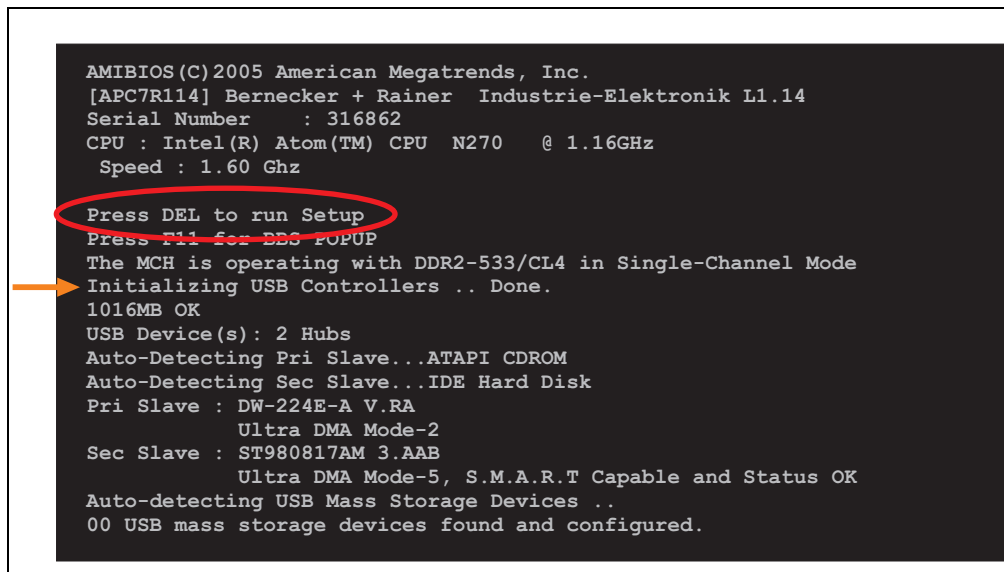 AMIBIOS(C)2005 American Megatrends, Inc.
[APC7R114] Bernecker + Rainer  Industrie-Elektronik L1.14
Serial Number    : 316862
CPU : Intel(R) Atom(TM) CPU  N270   @ 1.16GHz
Speed : 1.60 Ghz
Press DEL to run Setup
Press F11 for BBS POPUP
The MCH is operating with DDR2-533/CL4 in Single-Channel Mode
Initializing USB Controllers .. Done.
1016MB OK
USB Device(s): 2 Hubs
Auto-Detecting Pri Slave...ATAPI CDROM
Auto-Detecting Sec Slave...IDE Hard Disk
Pri Slave : DW-224E-A V.RA
Ultra DMA Mode-2
Sec Slave : ST980817AM 3.AAB
Ultra DMA Mode-5, S.M.A.R.T Capable and Status OK
Auto-detecting USB Mass Storage Devices ..
00 USB mass storage devices found and configured.